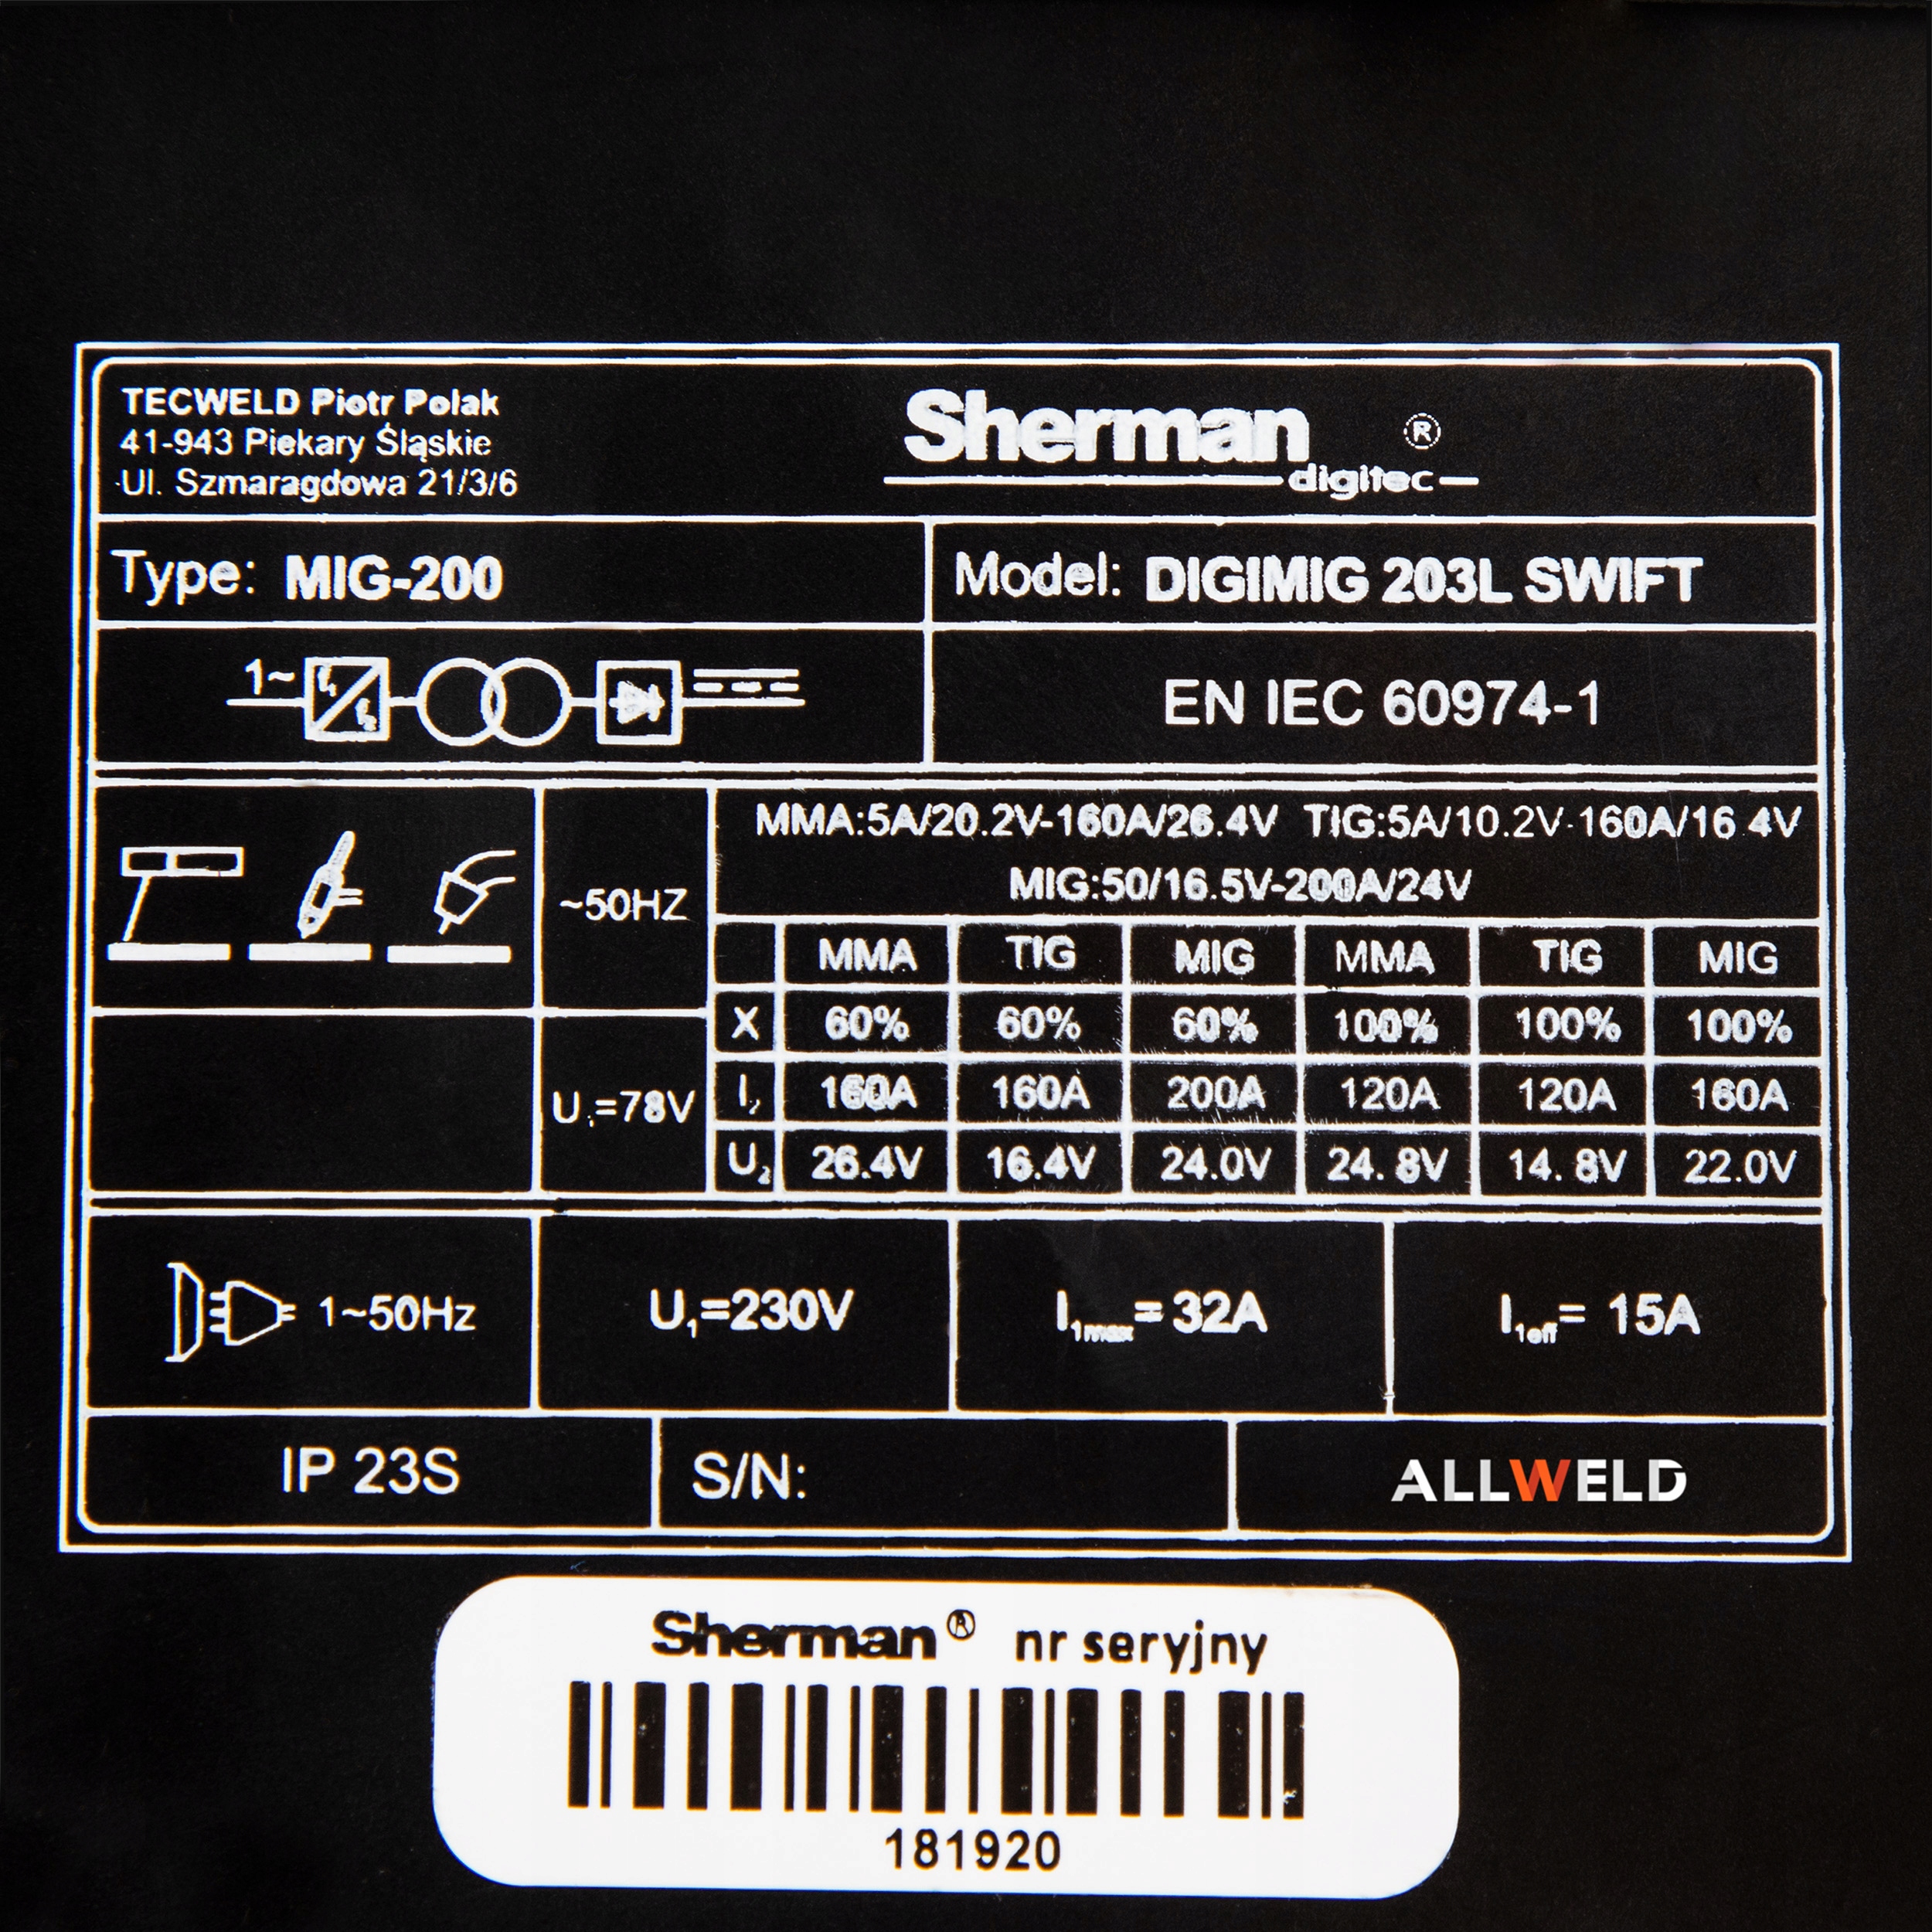 TECWELD Piotr Polak
41-943 Piekary Śląskie
Ul. Szmaragdowa 21/3/6
Sherman ®
digitec
Type: MIG-200
Model: DIGIMIG 203L SWIFT
1~ f₁ f₂
EN IEC 60974-1
~50HZ
MMA:5A/20.2V-160A/26.4V TIG:5A/10.2V-160A/16.4V
MIG:50/16.5V-200A/24V
MMA TIG MIG MMA TIG MIG
X 60% 60% 60% 100% 100% 100%
U =78V
I₂ 160A 160A 200A 120A 120A 160A
U₂ 26.4V 16.4V 24.0V 24. 8V 14. 8V 22.0V
1~50Hz
U₁=230V
I₁max=32A
I₁eff= 15A
IP 23S
S/N:
ALLWELD
Sherman® nr seryjny
181920